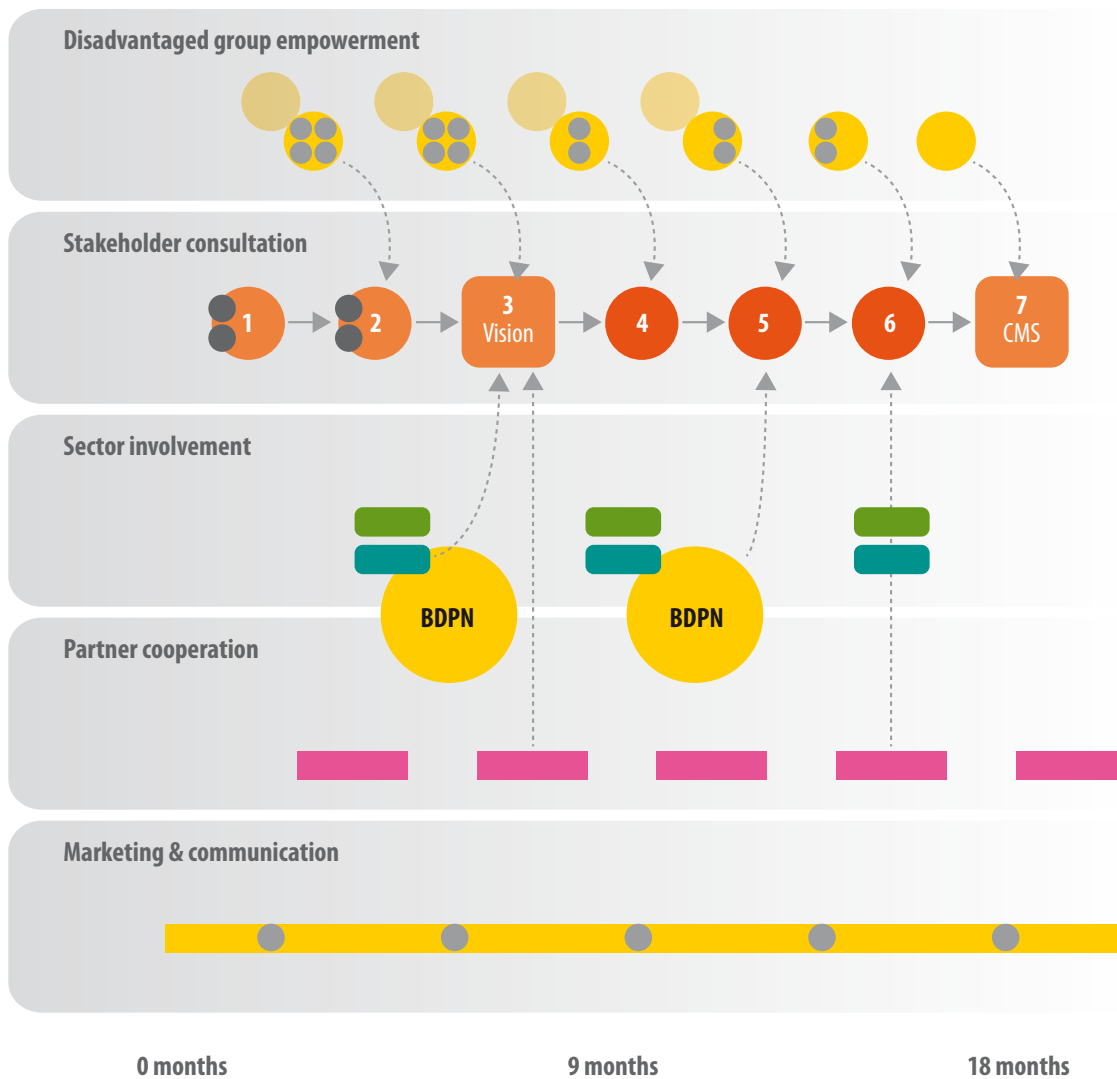 Disadvantaged group empowerment
Stakeholder consultation
1
2
3
Vision
4
5
6
7
CMS
Sector involvement
BDPN
BDPN
Partner cooperation
Marketing & communication
0 months
9 months
18 months